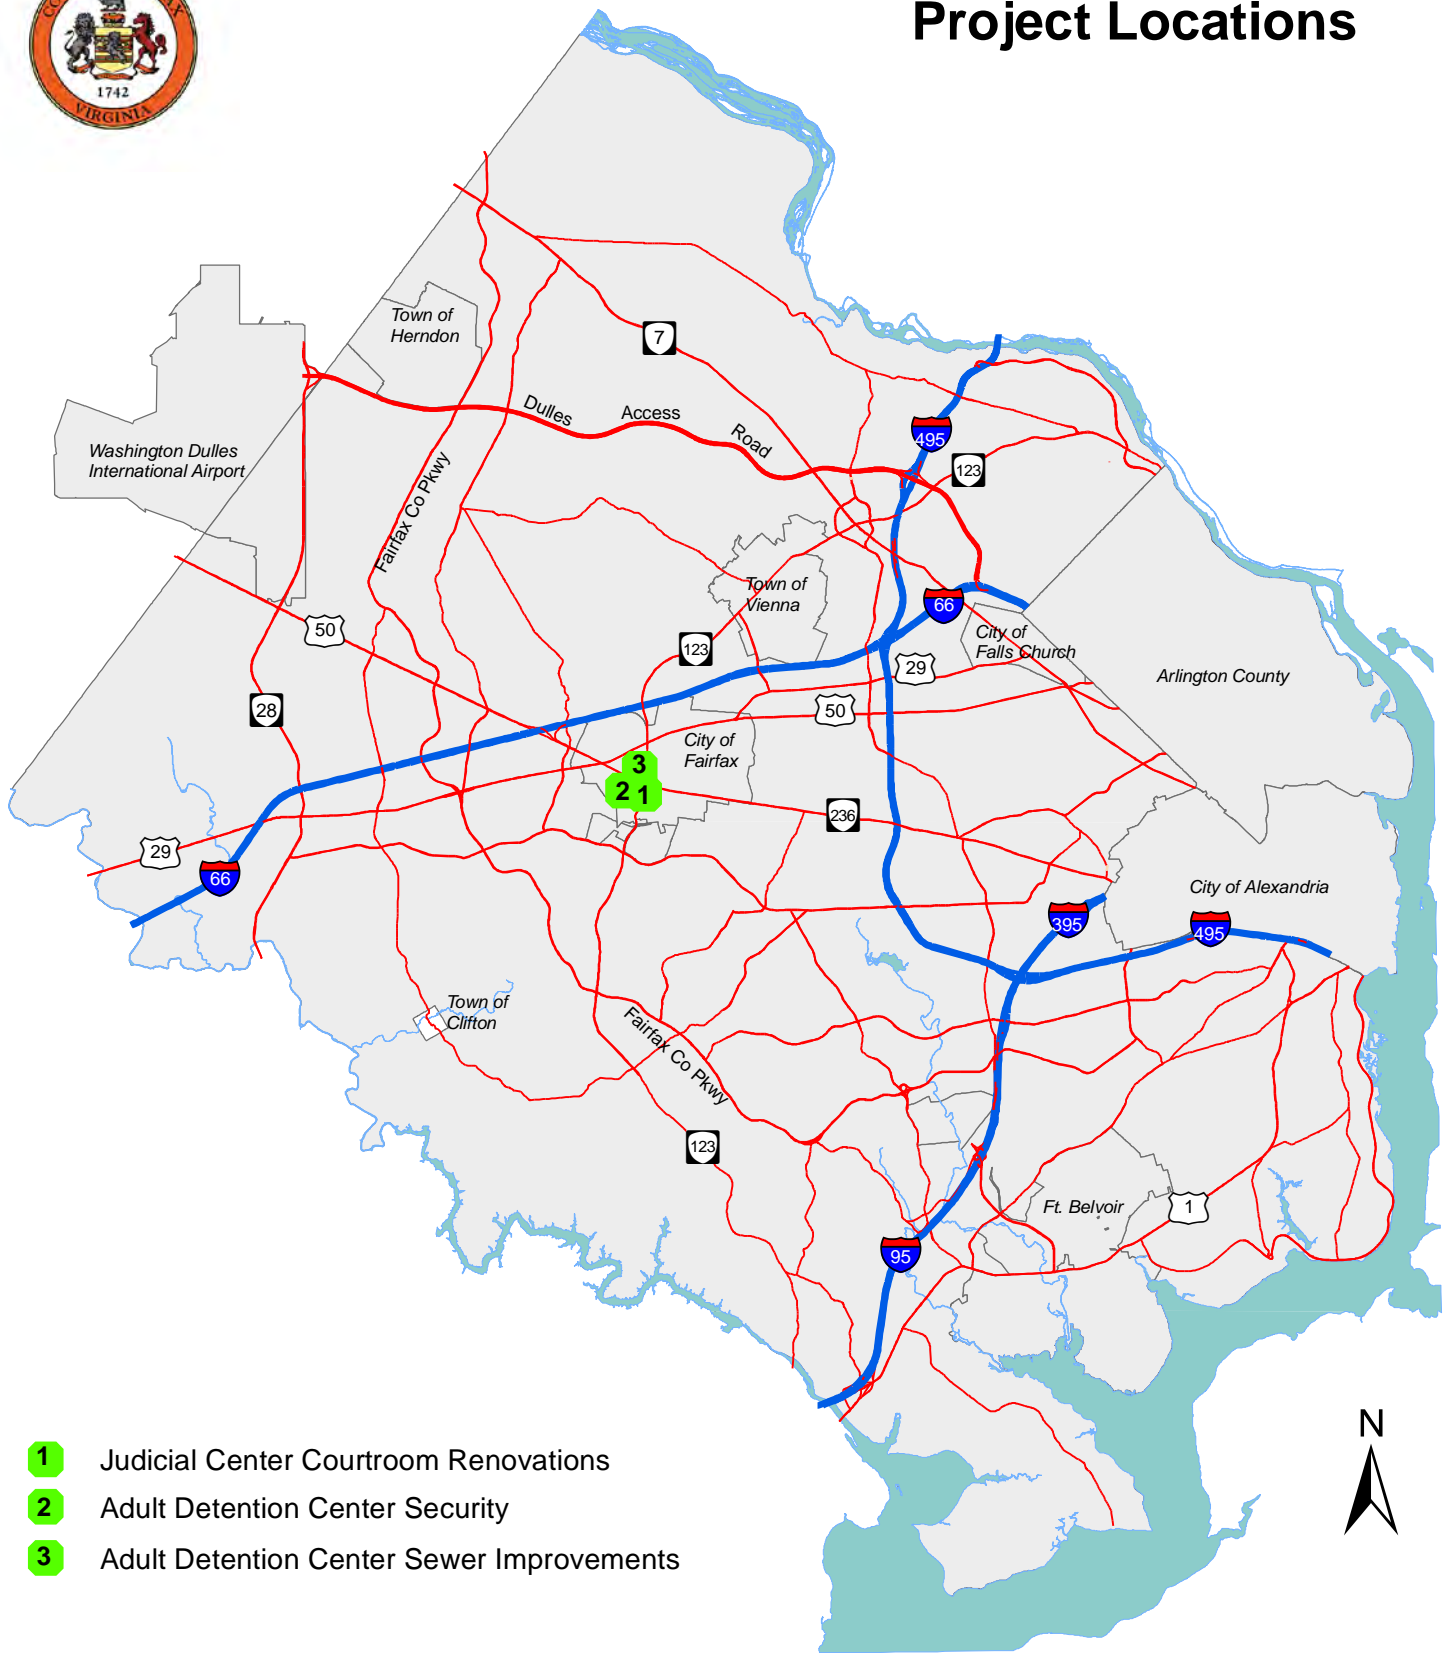 Project Locations
1742
VIRGINIA
Town of
Herndon
7
Dulles Access Road
495
123
Washington Dulles
International Airport
Fairfax Co Pkwy
Town of
Vienna
66
50
123
City of
Falls Church
29
Arlington County
28
50
City of
Fairfax
3
2 1
236
29
66
City of Alexandria
395
495
Town of
Clifton
Fairfax Co Pkwy
123
Ft. Belvoir
1
95
N
1 Judicial Center Courtroom Renovations
2 Adult Detention Center Security
3 Adult Detention Center Sewer Improvements